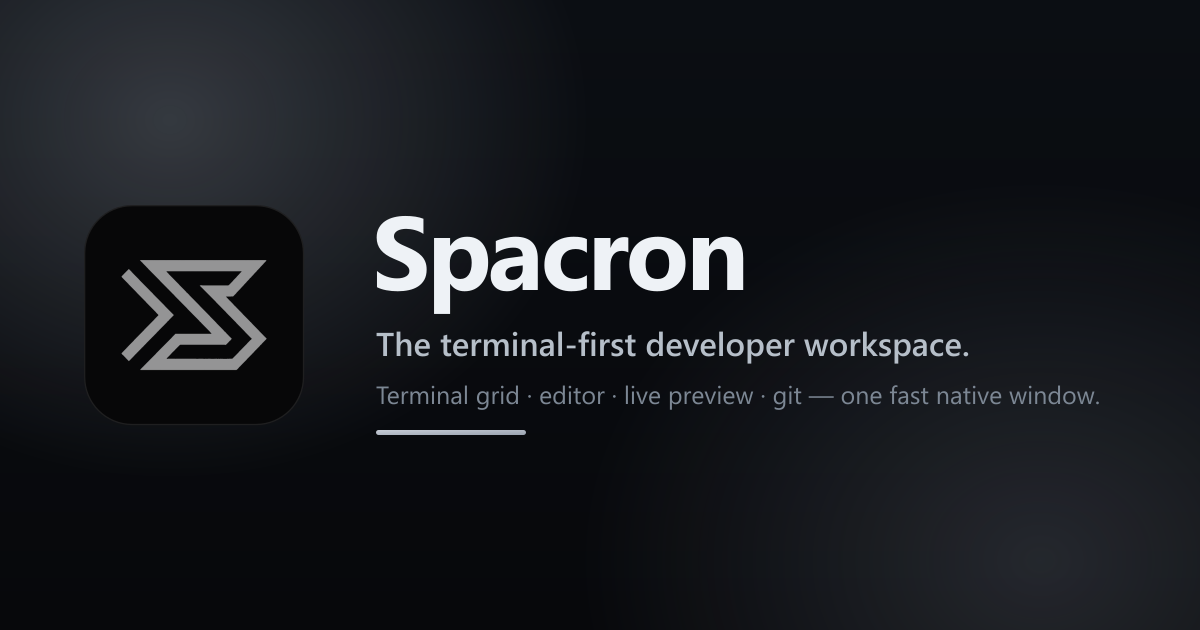 Spacron
The terminal-first developer workspace.
Terminal grid · editor · live preview · git — one fast native window.